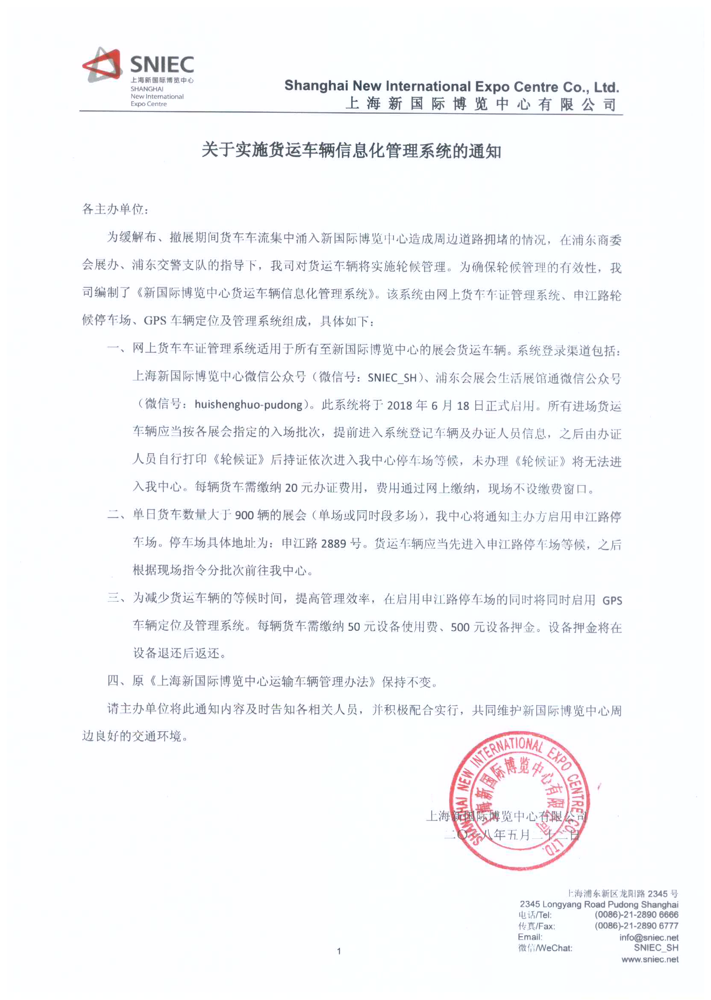 SNIEC
上海新国际博览中心
SHANGHAI
New International
Expo Centre
Shanghai New International Expo Centre Co., Ltd.
上海新国际博览中心有限公司
关于实施货运车辆信息化管理系统的通知
各主办单位：
为缓解布、撤展期间货车车流集中涌入新国际博览中心造成周边道路拥堵的情况，在浦东商委
会展办、浦东交警支队的指导下，我司对货运车辆将实施轮候管理。为确保轮候管理的有效性，我
司编制了《新国际博览中心货运车辆信息化管理系统》。该系统由网上货车车证管理系统、申江路轮
候停车场、GPS 车辆定位及管理系统组成，具体如下：
一、网上货车车证管理系统适用于所有至新国际博览中心的展会货运车辆。系统登录渠道包括：
上海新国际博览中心微信公众号（微信号：SNIEC_SH）、浦东会展会生活展馆通微信公众号
（微信号：huishenghuo-pudong）。此系统将于 2018 年 6 月 18 日正式启用。所有进场货运
车辆应当按各展会指定的入场批次，提前进入系统登记车辆及办证人员信息，之后由办证
人员自行打印《轮候证》后持证依次进入我中心停车场等候，未办理《轮候证》将无法进
入我中心。每辆货车需缴纳 20 元办证费用，费用通过网上缴纳，现场不设缴费窗口。
二、单日货车数量大于 900 辆的展会（单场或同时段多场），我中心将通知主办方启用申江路停
车场。停车场具体地址为：申江路 2889 号。货运车辆应当先进入申江路停车场等候，之后
根据现场指令分批次前往我中心。
三、为减少货运车辆的等候时间，提高管理效率，在启用申江路停车场的同时将同时启用 GPS
车辆定位及管理系统。每辆货车需缴纳 50 元设备使用费、500 元设备押金。设备押金将在
设备退还后返还。
四、原《上海新国际博览中心运输车辆管理办法》保持不变。
请主办单位将此通知内容及时告知各相关人员，并积极配合实行，共同维护新国际博览中心周
边良好的交通环境。
SHANGHAI NEW INTERNATIONAL EXPO CENTRE CO., LTD.
上海新国际博览中心有限公司
上海新国际博览中心有限公司
二〇一八年五月二十二日
上海浦东新区龙阳路 2345 号
2345 Longyang Road Pudong Shanghai
电话/Tel: (0086)-21-2890 6666
传真/Fax: (0086)-21-2890 6777
Email: info@sniec.net
微信/WeChat: SNIEC_SH
www.sniec.net
1